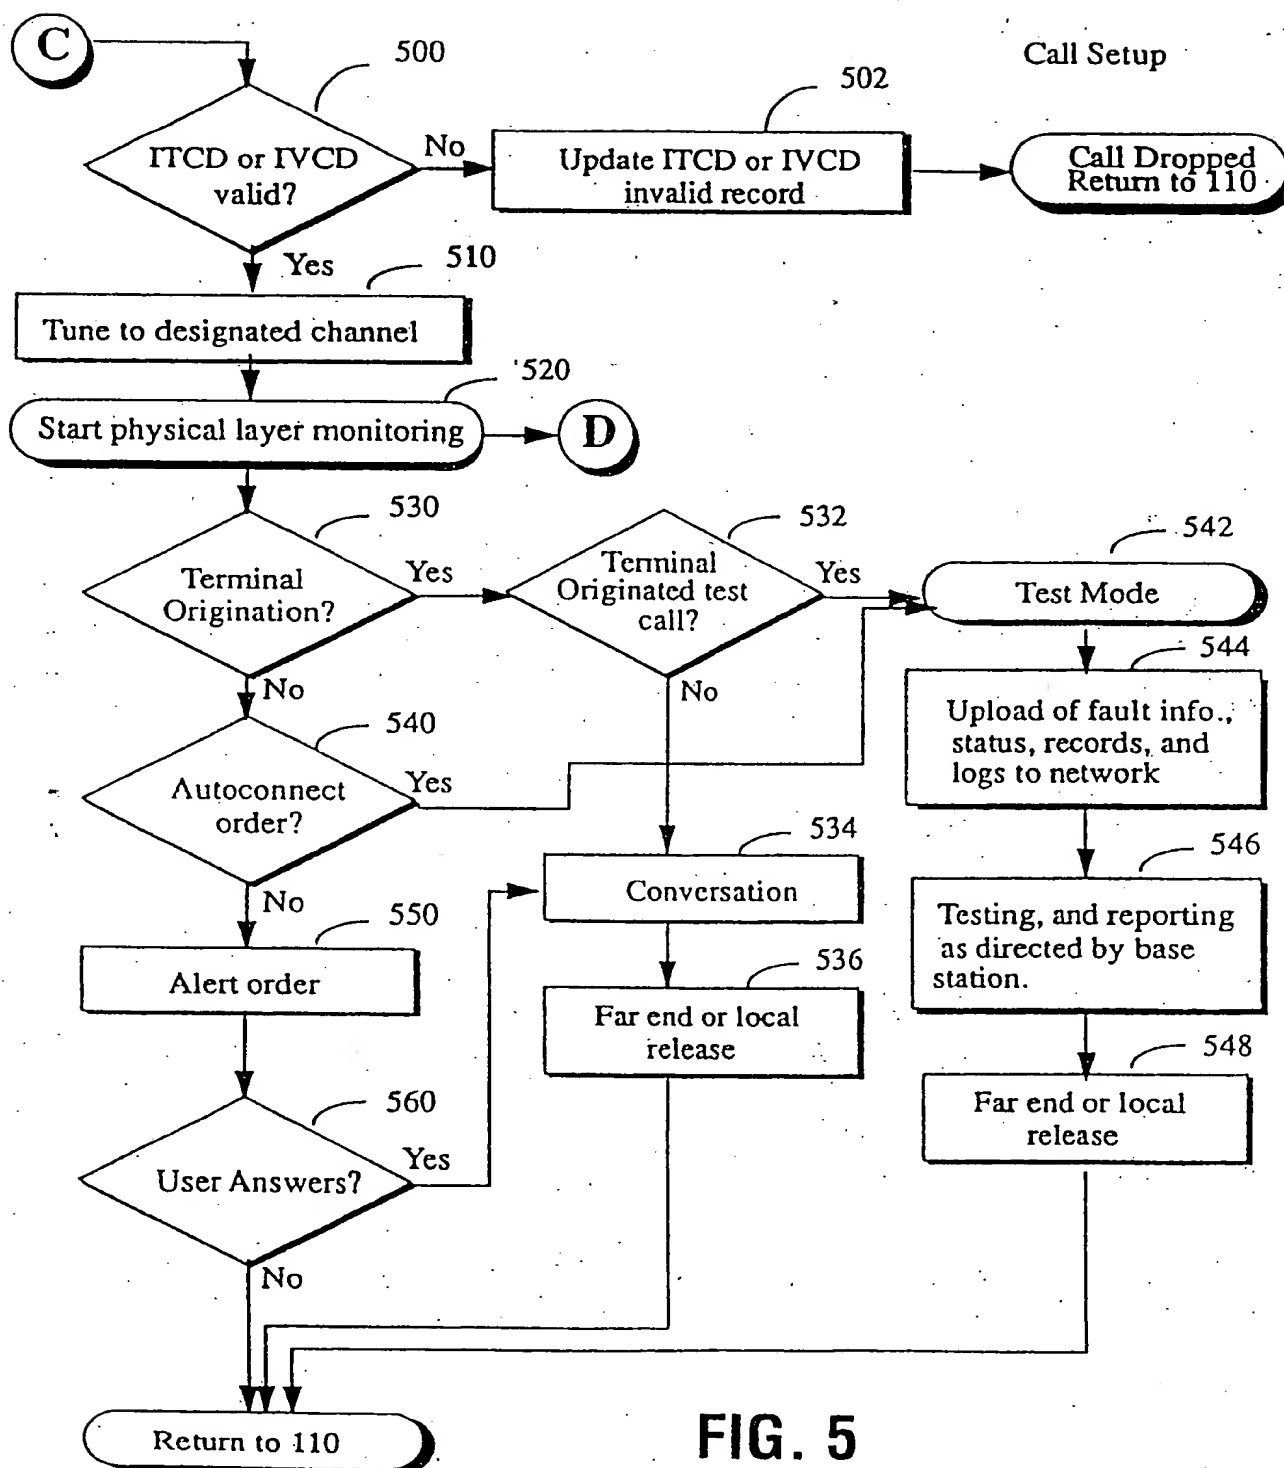 C
500
Call Setup
502
ITCD or IVCD
valid?
No
Update ITCD or IVCD
invalid record
Call Dropped
Return to 110
Yes
510
Tune to designated channel
520
Start physical layer monitoring
D
530
532
542
Terminal
Origination?
Yes
Terminal
Originated test
call?
Yes
Test Mode
No
No
544
Upload of fault info.,
status, records, and
logs to network
540
Autoconnect
order?
Yes
534
546
Conversation
No
550
Testing, and reporting
as directed by base
station.
Alert order
536
Far end or local
release
548
Far end or local
release
560
User Answers?
Yes
No
Return to 110
FIG. 5